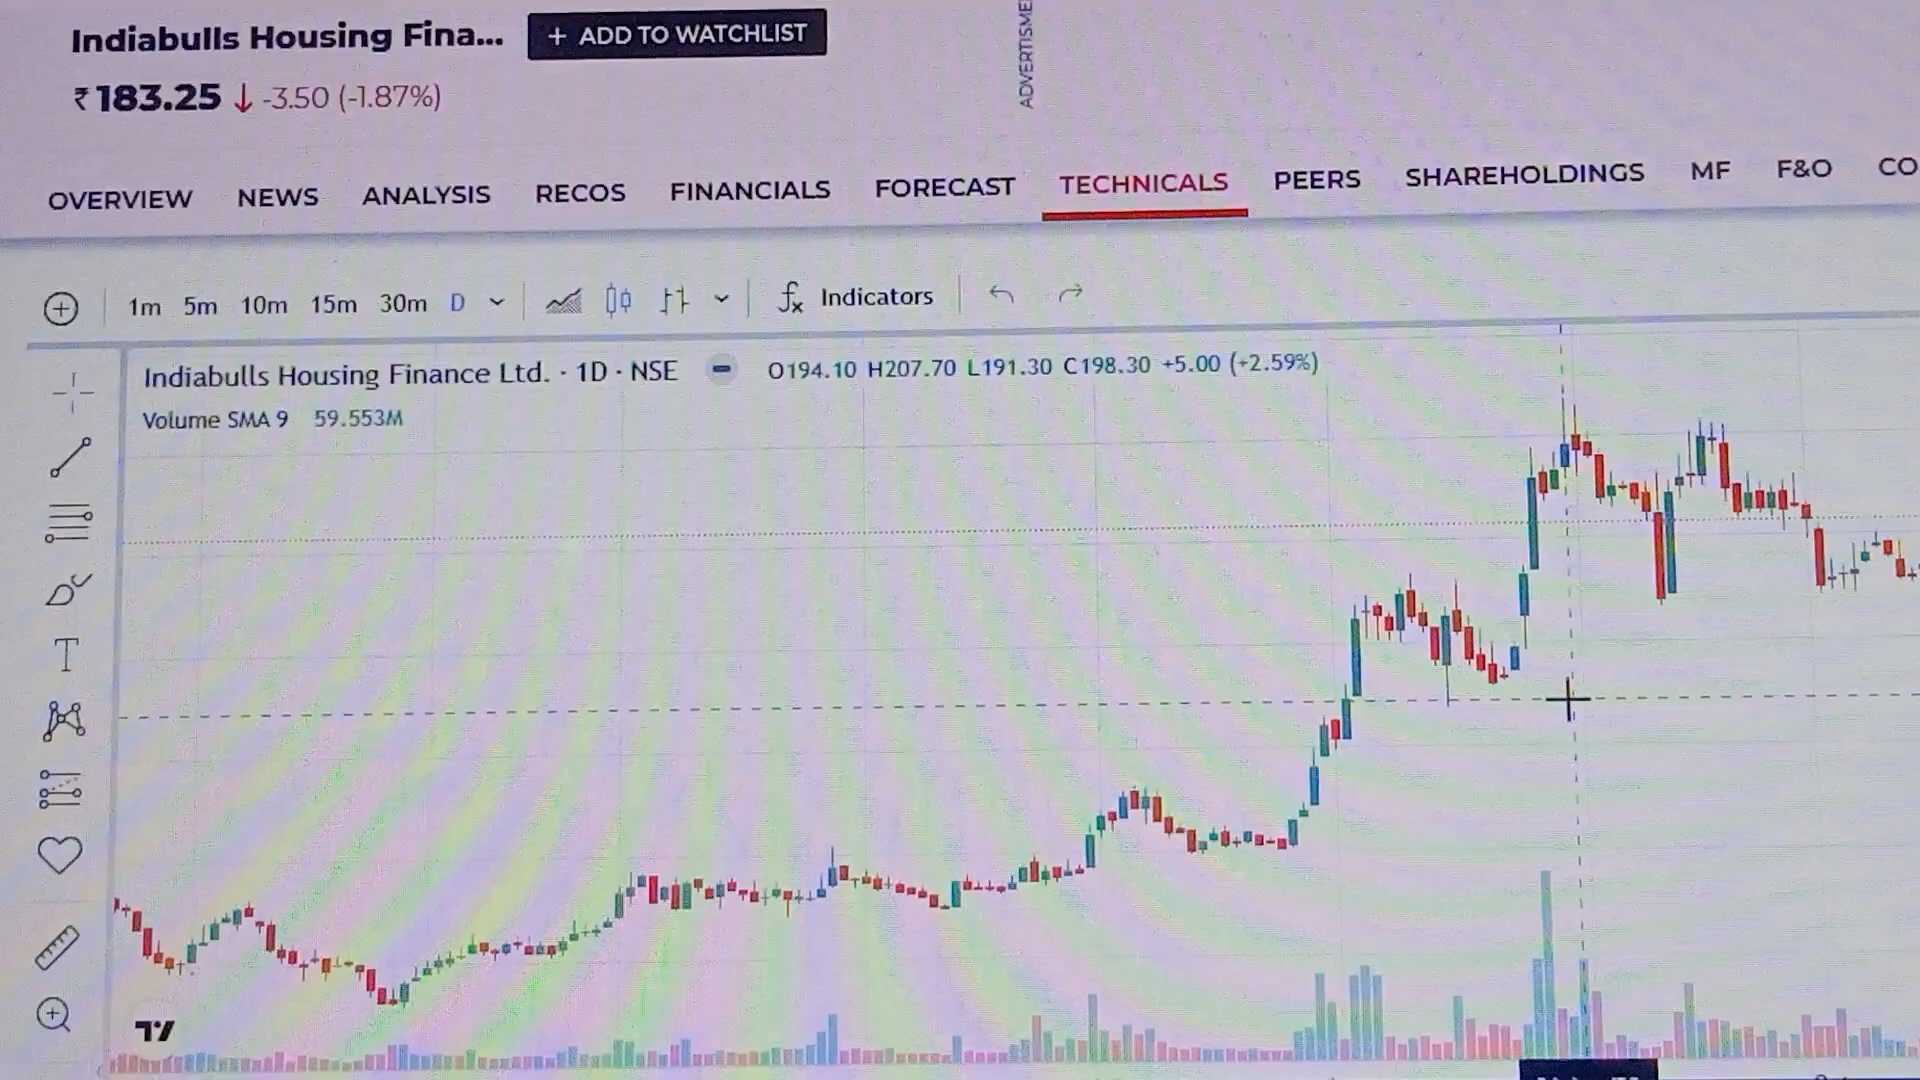 Indiabulls Housing Fina...
+ ADD TO WATCHLIST
ADVERTISME
₹183.25 ↓ -3.50 (-1.87%)
OVERVIEW NEWS ANALYSIS RECOS FINANCIALS FORECAST TECHNICALS PEERS SHAREHOLDINGS MF F&O CO
1m 5m 10m 15m 30m D fx Indicators
Indiabulls Housing Finance Ltd. · 1D · NSE O194.10 H207.70 L191.30 C198.30 +5.00 (+2.59%)
Volume SMA 9 59.553M
T